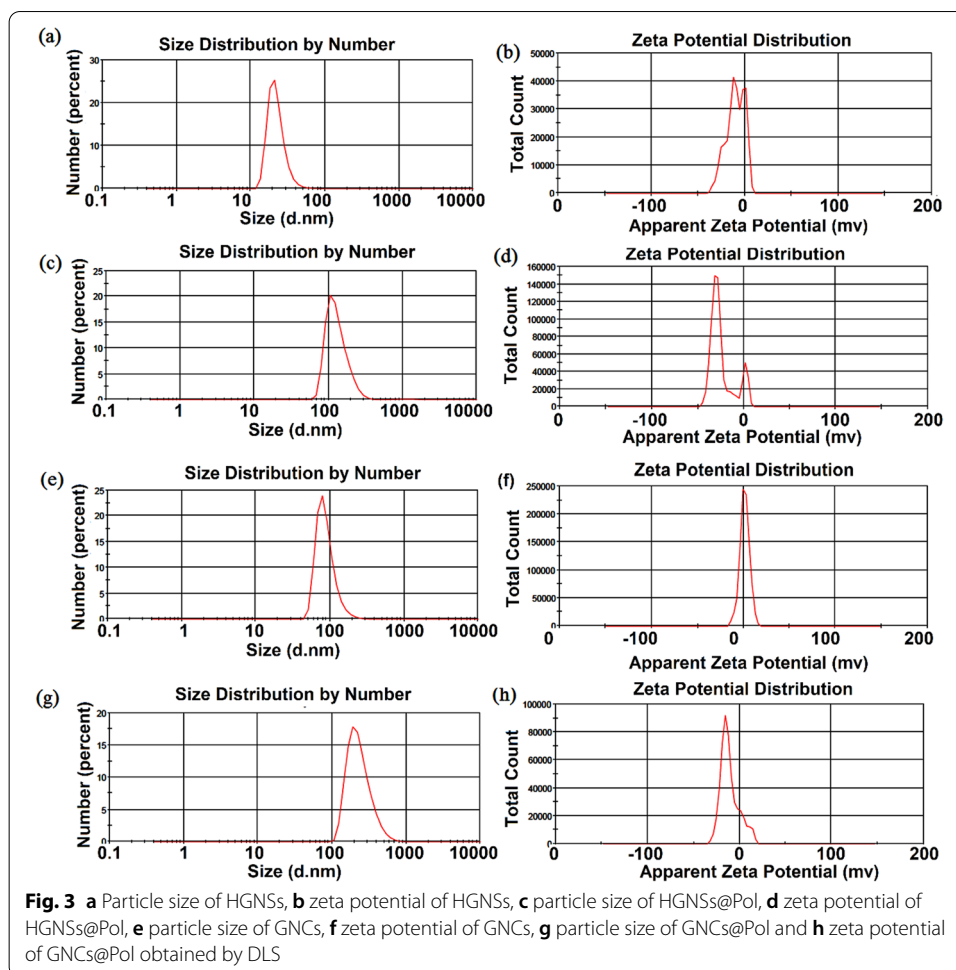 (a)
Size Distribution by Number
Number (percent)
30
20
10
0
0.1 1 10 100 1000 10000
Size (d.nm)
(b)
Zeta Potential Distribution
Total Count
50000
40000
30000
20000
10000
0
0 -100 0 100 200
Apparent Zeta Potential (mv)
(c)
Size Distribution by Number
Number (percent)
25
20
15
10
5
0
0.1 1 10 100 1000 10000
Size (d.nm)
(d)
Zeta Potential Distribution
Total Count
160000
140000
120000
100000
80000
60000
40000
20000
0
0 -100 0 100 200
Apparent Zeta Potential (mv)
(e)
Size Distribution by Number
Number (percent)
25
20
15
10
5
0
0.1 1 10 100 1000 10000
Size (d.nm)
(f)
Zeta Potential Distribution
Total Count
250000
200000
150000
100000
50000
0
0 -100 0 100 200
Apparent Zeta Potential (mv)
(g)
Size Distribution by Number
Number (percent)
20
15
10
5
0
0.1 1 10 100 1000 10000
Size (d.nm)
(h)
Zeta Potential Distribution
Total Count
100000
80000
60000
40000
20000
0
0 -100 0 100 200
Apparent Zeta Potential (mv)
Fig. 3 a Particle size of HGNSs, b zeta potential of HGNSs, c particle size of HGNSs@Pol, d zeta potential of
HGNSs@Pol, e particle size of GNCs, f zeta potential of GNCs, g particle size of GNCs@Pol and h zeta potential
of GNCs@Pol obtained by DLS